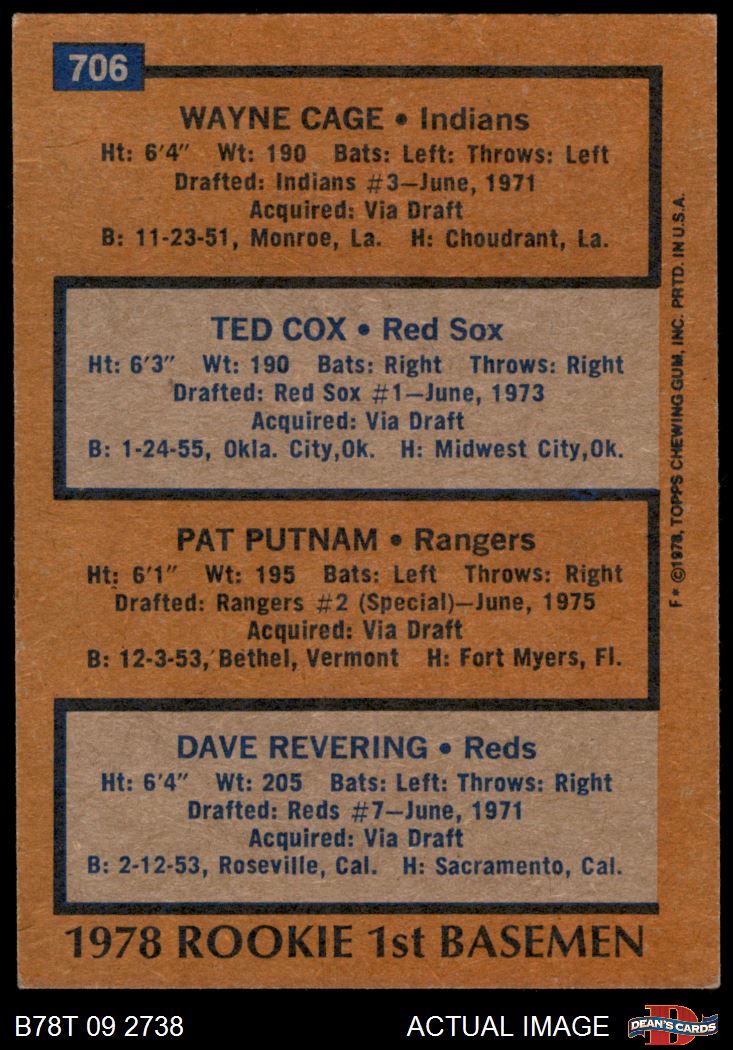 706
WAYNE CAGE • Indians
Ht: 6'4" Wt: 190 Bats: Left: Throws: Left
Drafted: Indians #3—June, 1971
Acquired: Via Draft
B: 11-23-51, Monroe, La. H: Choudrant, La.
TED COX • Red Sox
Ht: 6'3" Wt: 190 Bats: Right Throws: Right
Drafted: Red Sox #1—June, 1973
Acquired: Via Draft
B: 1-24-55, Okla. City,Ok. H: Midwest City,Ok.
PAT PUTNAM • Rangers
Ht: 6'1" Wt: 195 Bats: Left Throws: Right
Drafted: Rangers #2 (Special)—June, 1975
Acquired: Via Draft
B: 12-3-53, Bethel, Vermont H: Fort Myers, Fl.
DAVE REVERING • Reds
Ht: 6'4" Wt: 205 Bats: Left: Throws: Right
Drafted: Reds #7—June, 1971
Acquired: Via Draft
B: 2-12-53, Roseville, Cal. H: Sacramento, Cal.
1978 ROOKIE 1st BASEMEN
F* ©1978, TOPPS CHEWING GUM, INC. PRTD. IN U.S.A.
B78T 09 2738 ACTUAL IMAGE
D
DEAN'S CARDS